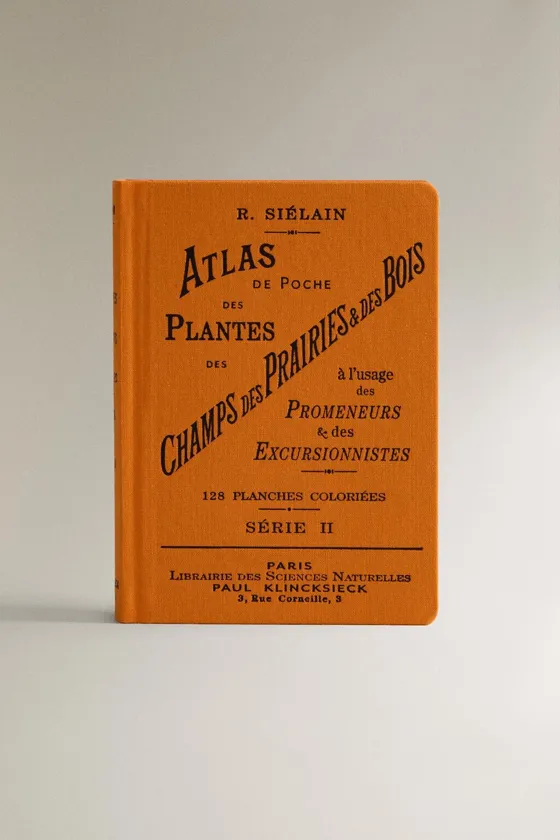 R. SIÉLAIN
ATLAS
DE POCHE
DES
PLANTES
DES
CHAMPS DES PRAIRIES & DES BOIS
à l'usage
des
PROMENEURS
& des
EXCURSIONNISTES
128 PLANCHES COLORIÉES
SÉRIE II
PARIS
LIBRAIRIE DES SCIENCES NATURELLES
PAUL KLINCKSIECK
3, Rue Corneille, 3